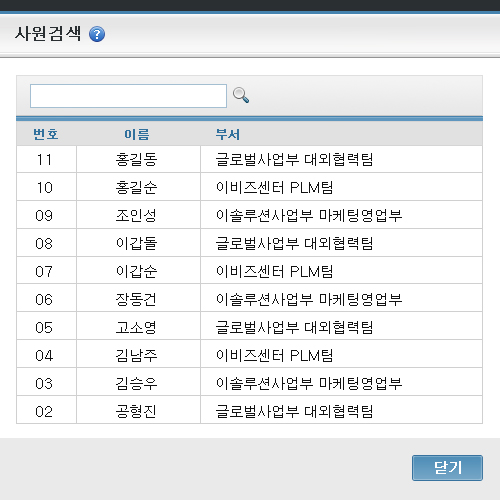 사원검색 ?
번호 이름 부서
11 홍길동 글로벌사업부 대외협력팀
10 홍길순 이비즈센터 PLM팀
09 조인성 이솔루션사업부 마케팅영업부
08 이갑돌 글로벌사업부 대외협력팀
07 이갑순 이비즈센터 PLM팀
06 장동건 이솔루션사업부 마케팅영업부
05 고소영 글로벌사업부 대외협력팀
04 김남주 이비즈센터 PLM팀
03 김승우 이솔루션사업부 마케팅영업부
02 공형진 글로벌사업부 대외협력팀
닫기